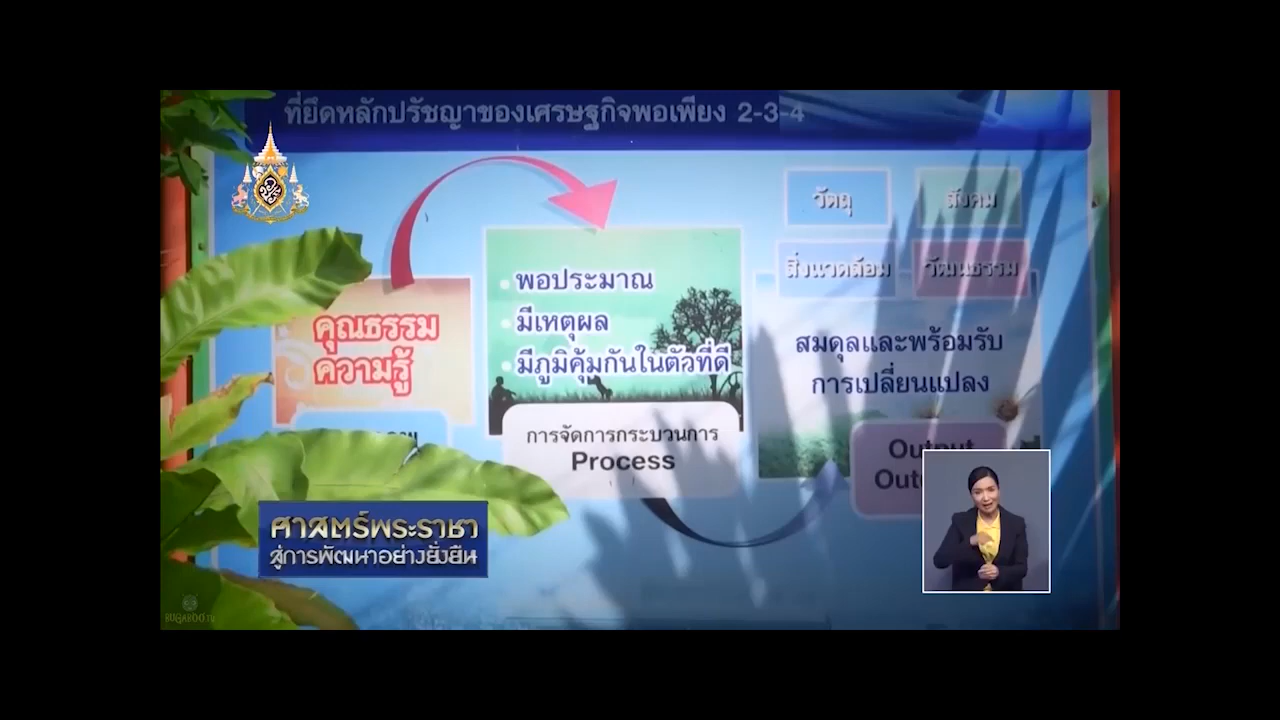 ที่ยึดหลักปรัชญาของเศรษฐกิจพอเพียง 2-3-4
วัตถุ
สังคม
สิ่งแวดล้อม
วัฒนธรรม
คุณธรรม
ความรู้
พอประมาณ
มีเหตุผล
มีภูมิคุ้มกันในตัวที่ดี
สมดุลและพร้อมรับ
การเปลี่ยนแปลง
การจัดการกระบวนการ
Process
Output
ศาสตร์พระราชา
สู่การพัฒนาอย่างยั่งยืน
BUGABOO.TV